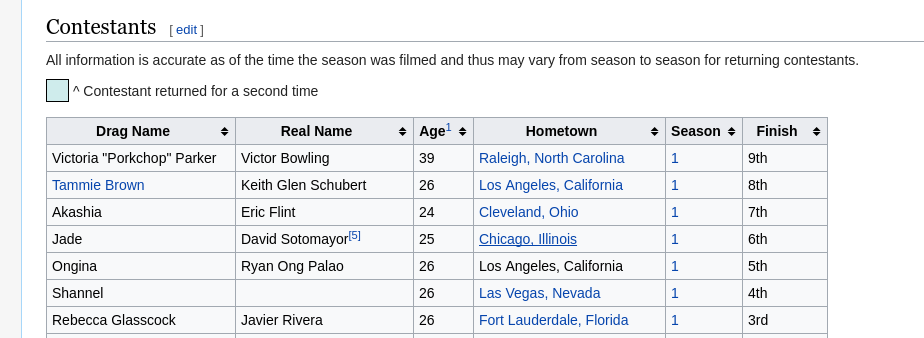 Contestants [ edit ]
All information is accurate as of the time the season was filmed and thus may vary from season to season for returning contestants.
^ Contestant returned for a second time
Drag Name Real Name Age1 Hometown Season Finish
Victoria "Porkchop" Parker Victor Bowling 39 Raleigh, North Carolina 1 9th
Tammie Brown Keith Glen Schubert 26 Los Angeles, California 1 8th
Akashia Eric Flint 24 Cleveland, Ohio 1 7th
Jade David Sotomayor[5] 25 Chicago, Illinois 1 6th
Ongina Ryan Ong Palao 26 Los Angeles, California 1 5th
Shannel 26 Las Vegas, Nevada 1 4th
Rebecca Glasscock Javier Rivera 26 Fort Lauderdale, Florida 1 3rd